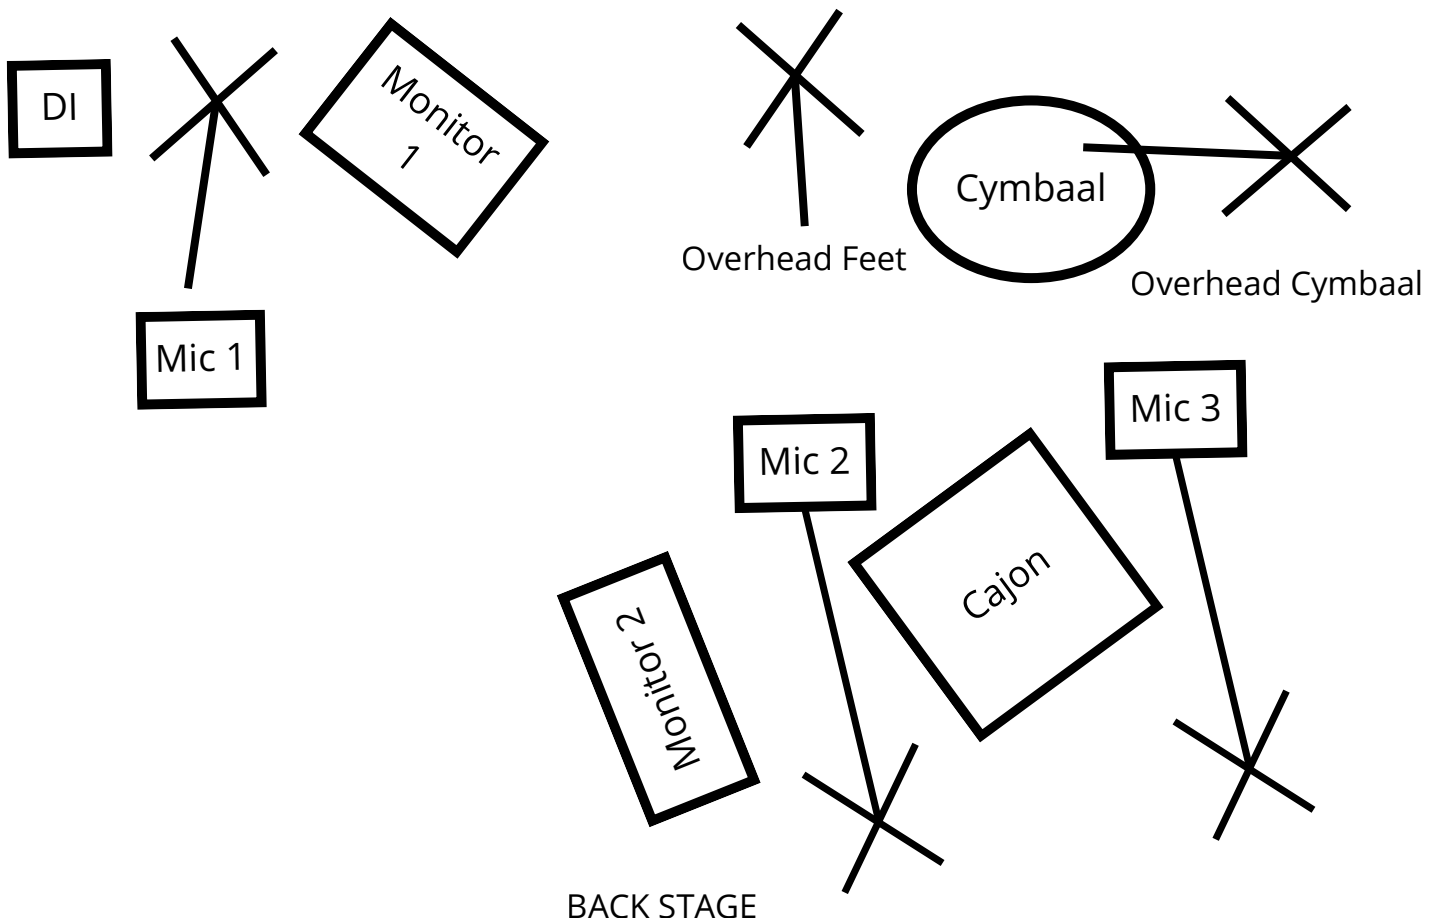 DI
Monitor
1
Overhead Feet
Cymbaal
Overhead Cymbaal
Mic 1
Mic 2
Mic 3
Cajon
Monitor 2
BACK STAGE